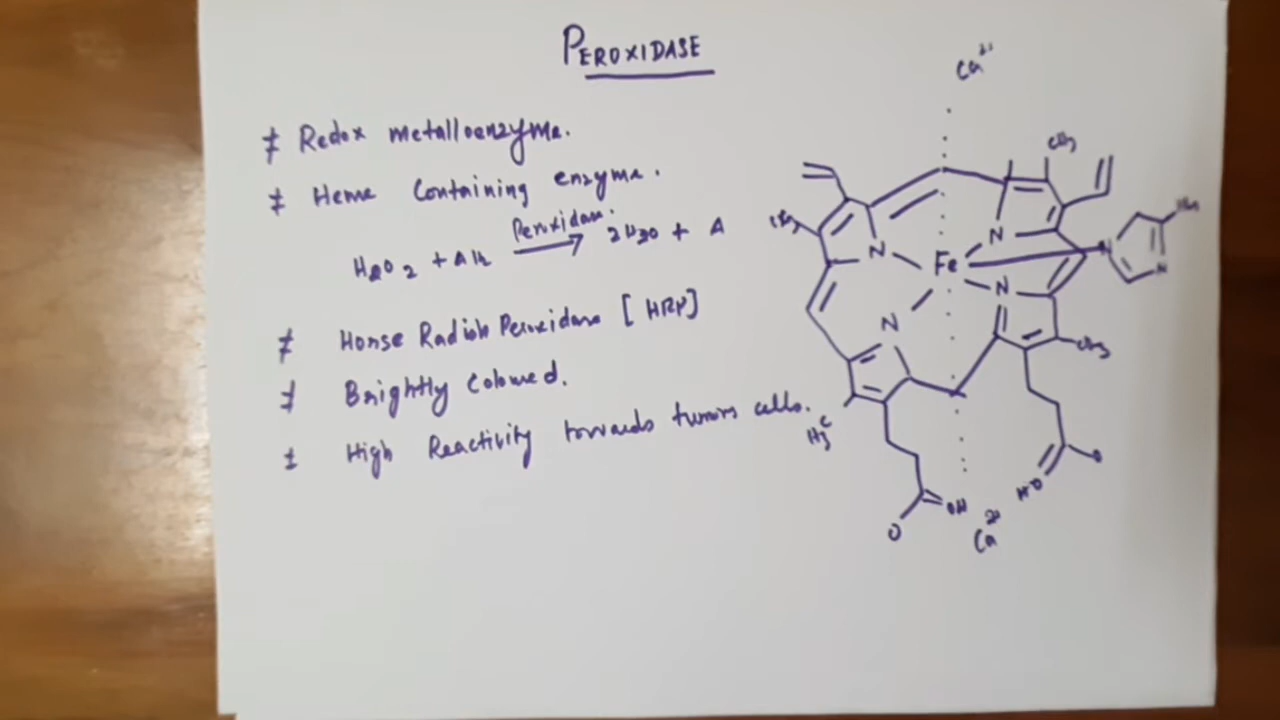 PEROXIDASE
≠ Redox metalloenzyme.
≠ Heme Containing enzyme.
Peroxidase
H2O2 + AH2 → 2H2O + A
≠ Horse Radish Peroxidase [HRP]
≠ Brightly Coloured.
± High Reactivity towards tumors cells.
Ca2+
CH3
CH3
N
N
Fe
N
N
N
N
CH3
H3C
OH
O
HO
O
Ca2+